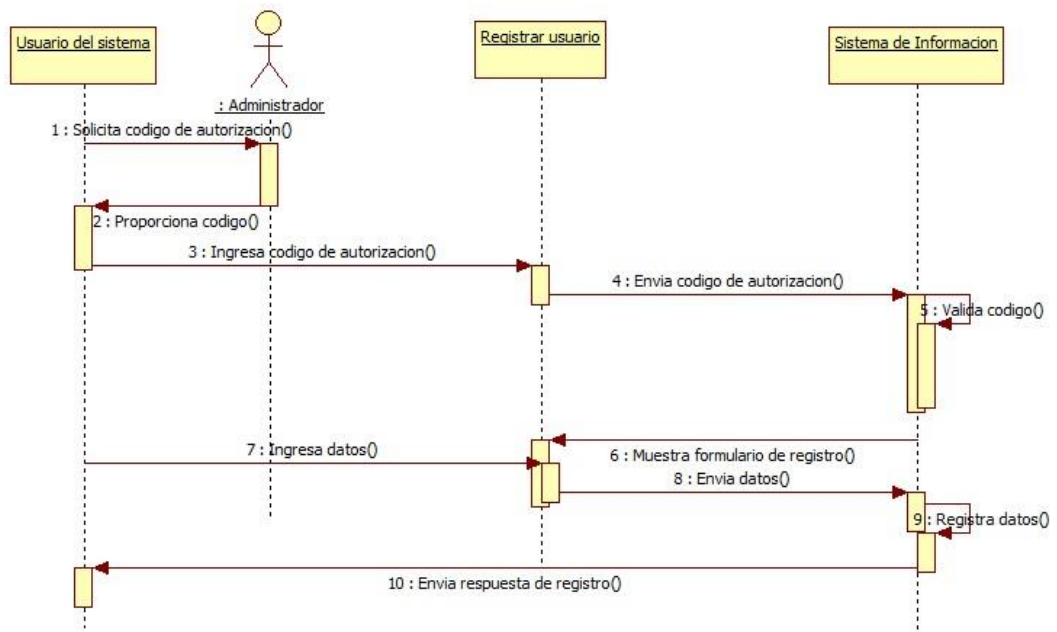 Usuario del sistema
: Administrador
Registrar usuario
Sistema de Informacion
1 : Solicita codigo de autorizacion()
2 : Proporciona codigo()
3 : Ingresa codigo de autorizacion()
4 : Envia codigo de autorizacion()
5 : Valida codigo()
6 : Muestra formulario de registro()
7 : Ingresa datos()
8 : Envia datos()
9 : Registra datos()
10 : Envia respuesta de registro()